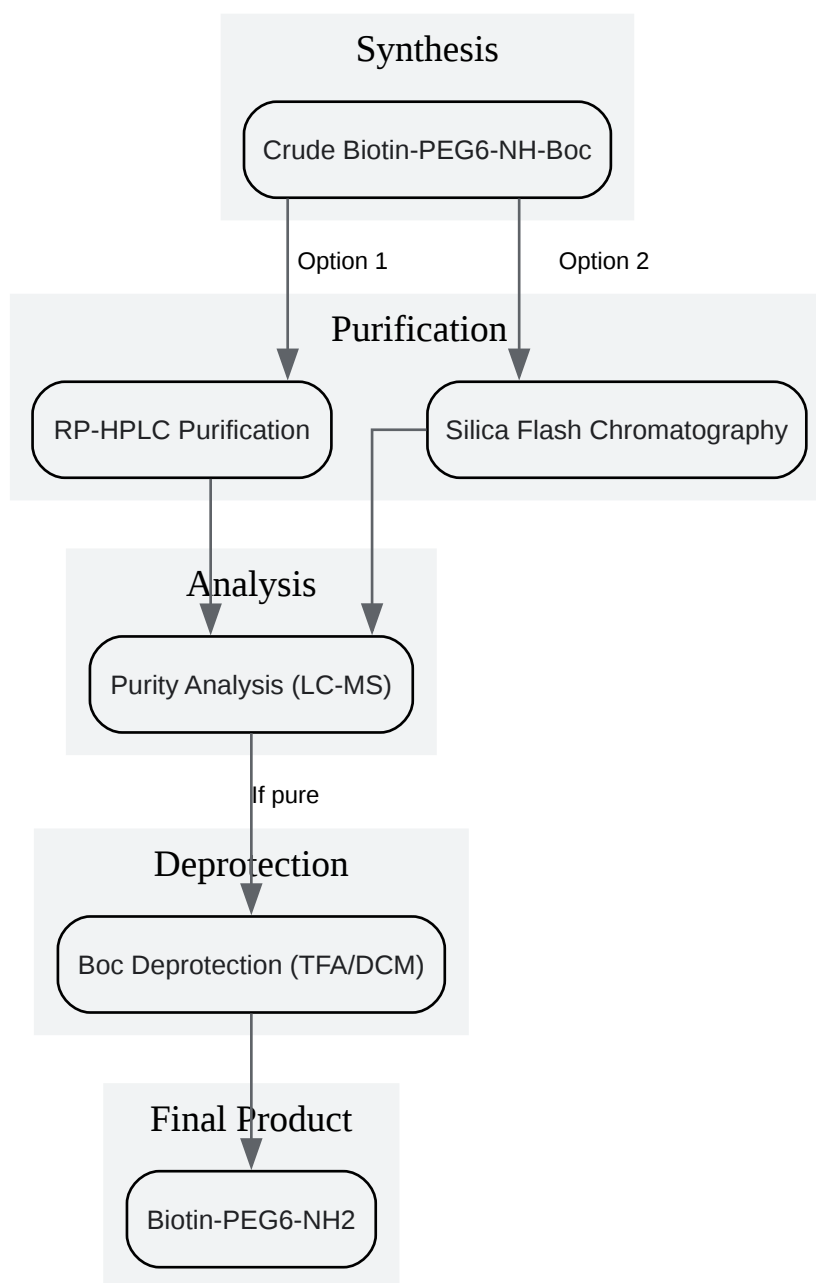 Synthesis
Crude Biotin-PEG6-NH-Boc
Option 1
Option 2
Purification
RP-HPLC Purification
Silica Flash Chromatography
Analysis
Purity Analysis (LC-MS)
If pure
Deprotection
Boc Deprotection (TFA/DCM)
Final Product
Biotin-PEG6-NH2